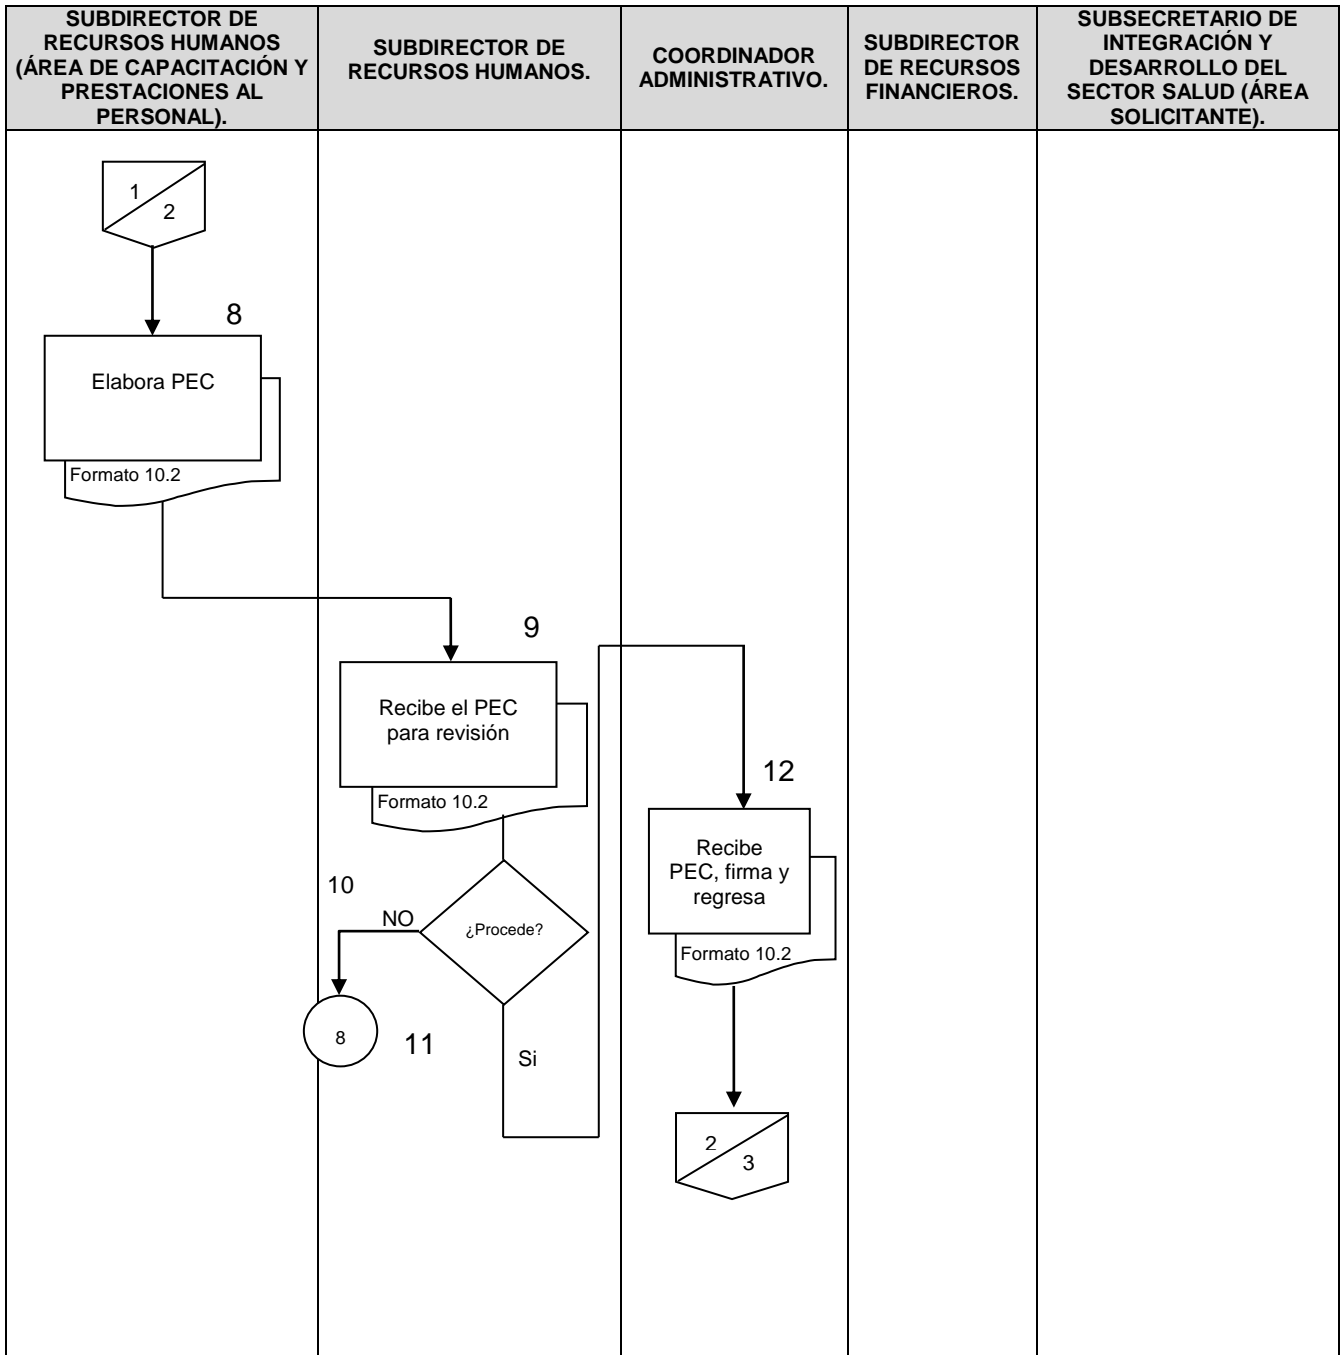 SUBDIRECTOR DE
RECURSOS HUMANOS
(ÁREA DE CAPACITACIÓN Y
PRESTACIONES AL
PERSONAL).
SUBDIRECTOR DE
RECURSOS HUMANOS.
COORDINADOR
ADMINISTRATIVO.
SUBDIRECTOR
DE RECURSOS
FINANCIEROS.
SUBSECRETARIO DE
INTEGRACIÓN Y
DESARROLLO DEL
SECTOR SALUD (ÁREA
SOLICITANTE).
1
2
8
Elabora PEC
Formato 10.2
9
Recibe el PEC
para revisión
Formato 10.2
10
NO
¿Procede?
8
11
Si
12
Recibe
PEC, firma y
regresa
Formato 10.2
2
3